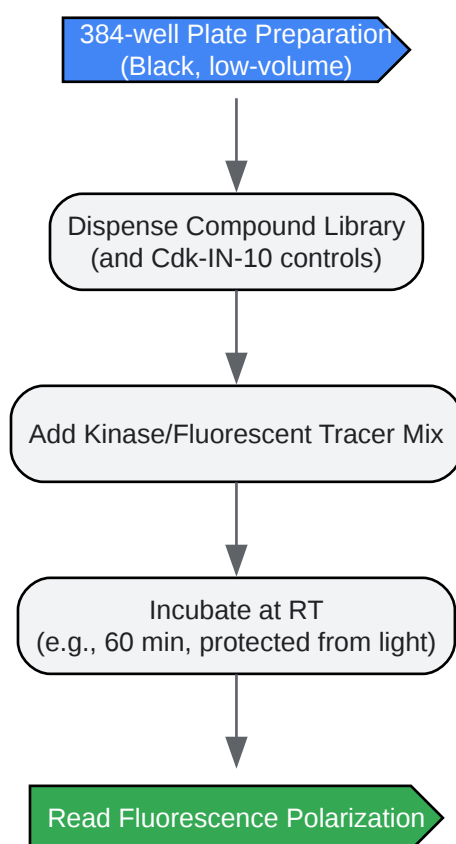 384-well Plate Preparation
(Black, low-volume)
Dispense Compound Library
(and Cdk-IN-10 controls)
Add Kinase/Fluorescent Tracer Mix
Incubate at RT
(e.g., 60 min, protected from light)
Read Fluorescence Polarization